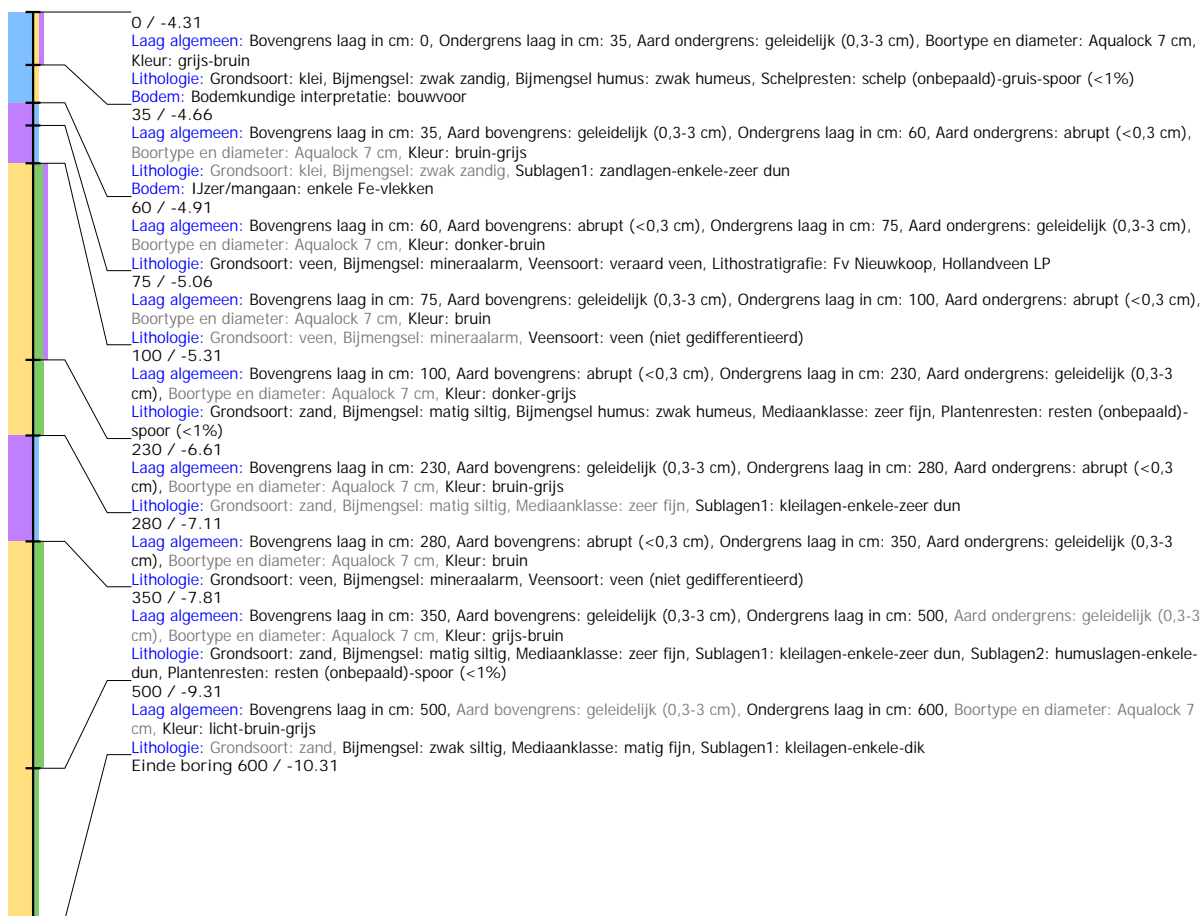 0 / -4.31
Laag algemeen: Bovengrens laag in cm: 0, Ondergrens laag in cm: 35, Aard ondergrens: geleidelijk (0,3-3 cm), Boortype en diameter: Aqualock 7 cm,
Kleur: grijs-bruin
Lithologie: Grondsoort: klei, Bijmengsel: zwak zandig, Bijmengsel humus: zwak humeus, Schelpresten: schelp (onbepaald)-gruis-spoor (<1%)
Bodem: Bodemkundige interpretatie: bouwvoor
35 / -4.66
Laag algemeen: Bovengrens laag in cm: 35, Aard bovengrens: geleidelijk (0,3-3 cm), Ondergrens laag in cm: 60, Aard ondergrens: abrupt (<0,3 cm),
Boortype en diameter: Aqualock 7 cm, Kleur: bruin-grijs
Lithologie: Grondsoort: klei, Bijmengsel: zwak zandig, Sublagen1: zandlagen-enkele-zeer dun
Bodem: IJzer/mangaan: enkele Fe-vlekken
60 / -4.91
Laag algemeen: Bovengrens laag in cm: 60, Aard bovengrens: abrupt (<0,3 cm), Ondergrens laag in cm: 75, Aard ondergrens: geleidelijk (0,3-3 cm),
Boortype en diameter: Aqualock 7 cm, Kleur: donker-bruin
Lithologie: Grondsoort: veen, Bijmengsel: mineraalarm, Veensoort: veraard veen, Lithostratigrafie: Fv Nieuwkoop, Hollandveen LP
75 / -5.06
Laag algemeen: Bovengrens laag in cm: 75, Aard bovengrens: geleidelijk (0,3-3 cm), Ondergrens laag in cm: 100, Aard ondergrens: abrupt (<0,3 cm),
Boortype en diameter: Aqualock 7 cm, Kleur: bruin
Lithologie: Grondsoort: veen, Bijmengsel: mineraalarm, Veensoort: veen (niet gedifferentieerd)
100 / -5.31
Laag algemeen: Bovengrens laag in cm: 100, Aard bovengrens: abrupt (<0,3 cm), Ondergrens laag in cm: 230, Aard ondergrens: geleidelijk (0,3-3
cm), Boortype en diameter: Aqualock 7 cm, Kleur: donker-grijs
Lithologie: Grondsoort: zand, Bijmengsel: matig siltig, Bijmengsel humus: zwak humeus, Mediaanklasse: zeer fijn, Plantenresten: resten (onbepaald)-
spoor (<1%)
230 / -6.61
Laag algemeen: Bovengrens laag in cm: 230, Aard bovengrens: geleidelijk (0,3-3 cm), Ondergrens laag in cm: 280, Aard ondergrens: abrupt (<0,3
cm), Boortype en diameter: Aqualock 7 cm, Kleur: bruin-grijs
Lithologie: Grondsoort: zand, Bijmengsel: matig siltig, Mediaanklasse: zeer fijn, Sublagen1: kleilagen-enkele-zeer dun
280 / -7.11
Laag algemeen: Bovengrens laag in cm: 280, Aard bovengrens: abrupt (<0,3 cm), Ondergrens laag in cm: 350, Aard ondergrens: geleidelijk (0,3-3
cm), Boortype en diameter: Aqualock 7 cm, Kleur: bruin
Lithologie: Grondsoort: veen, Bijmengsel: mineraalarm, Veensoort: veen (niet gedifferentieerd)
350 / -7.81
Laag algemeen: Bovengrens laag in cm: 350, Aard bovengrens: geleidelijk (0,3-3 cm), Ondergrens laag in cm: 500, Aard ondergrens: geleidelijk (0,3-3
cm), Boortype en diameter: Aqualock 7 cm, Kleur: grijs-bruin
Lithologie: Grondsoort: zand, Bijmengsel: matig siltig, Mediaanklasse: zeer fijn, Sublagen1: kleilagen-enkele-zeer dun, Sublagen2: humuslagen-enkele-
dun, Plantenresten: resten (onbepaald)-spoor (<1%)
500 / -9.31
Laag algemeen: Bovengrens laag in cm: 500, Aard bovengrens: geleidelijk (0,3-3 cm), Ondergrens laag in cm: 600, Boortype en diameter: Aqualock 7
cm, Kleur: licht-bruin-grijs
Lithologie: Grondsoort: zand, Bijmengsel: zwak siltig, Mediaanklasse: matig fijn, Sublagen1: kleilagen-enkele-dik
Einde boring 600 / -10.31